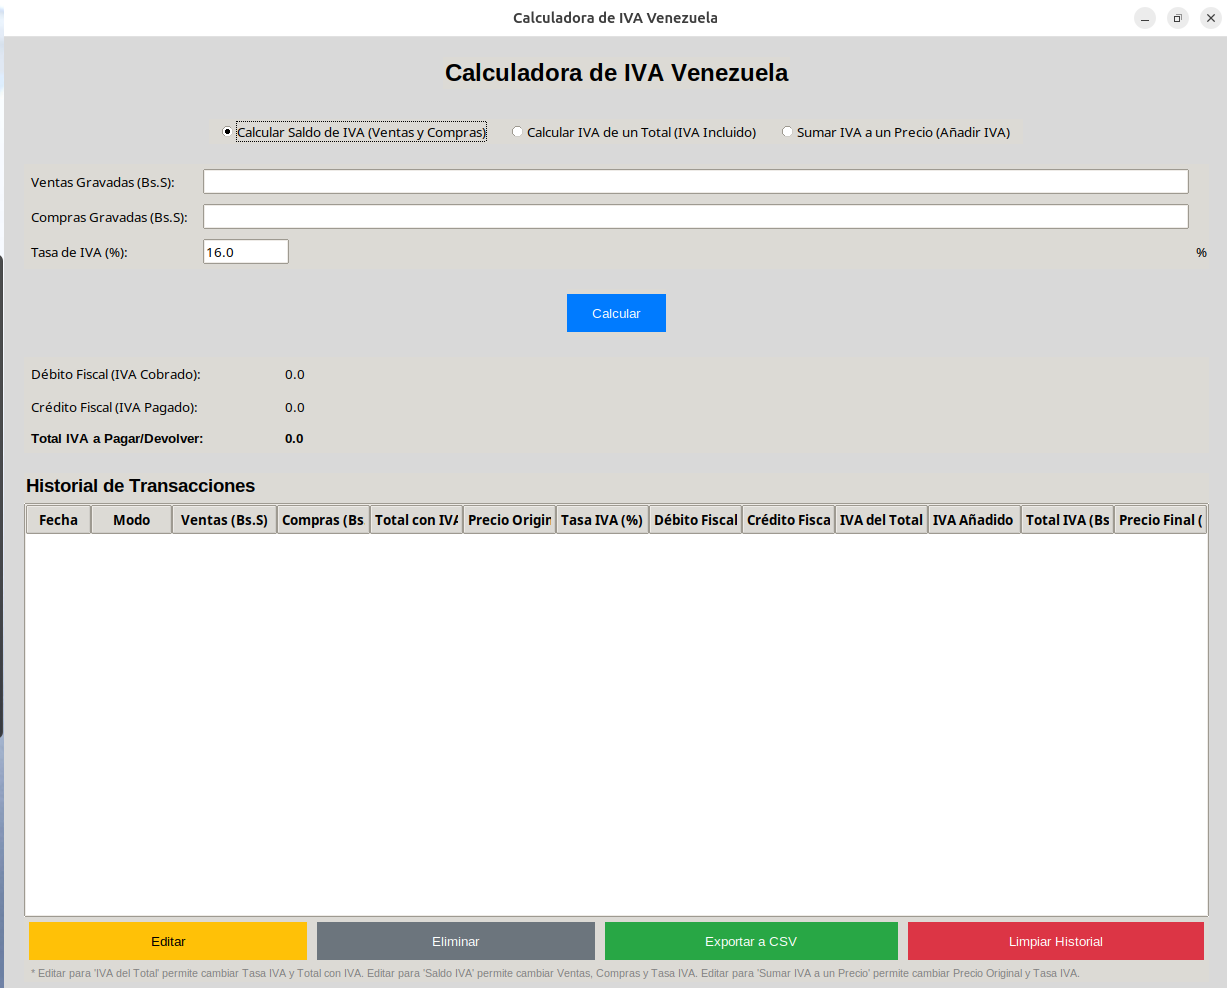 Calculadora de IVA Venezuela
Calculadora de IVA Venezuela
Calcular Saldo de IVA (Ventas y Compras) Calcular IVA de un Total (IVA Incluido) Sumar IVA a un Precio (Añadir IVA)
Ventas Gravadas (Bs.S):
Compras Gravadas (Bs.S):
Tasa de IVA (%): 16.0 %
Calcular
Débito Fiscal (IVA Cobrado): 0.0
Crédito Fiscal (IVA Pagado): 0.0
Total IVA a Pagar/Devolver: 0.0
Historial de Transacciones
Fecha Modo Ventas (Bs.S) Compras (Bs Total con IVA Precio Origin Tasa IVA (%) Débito Fiscal Crédito Fisca IVA del Total IVA Añadido Total IVA (Bs Precio Final (
Editar Eliminar Exportar a CSV Limpiar Historial
* Editar para 'IVA del Total' permite cambiar Tasa IVA y Total con IVA. Editar para 'Saldo IVA' permite cambiar Ventas, Compras y Tasa IVA. Editar para 'Sumar IVA a un Precio' permite cambiar Precio Original y Tasa IVA.